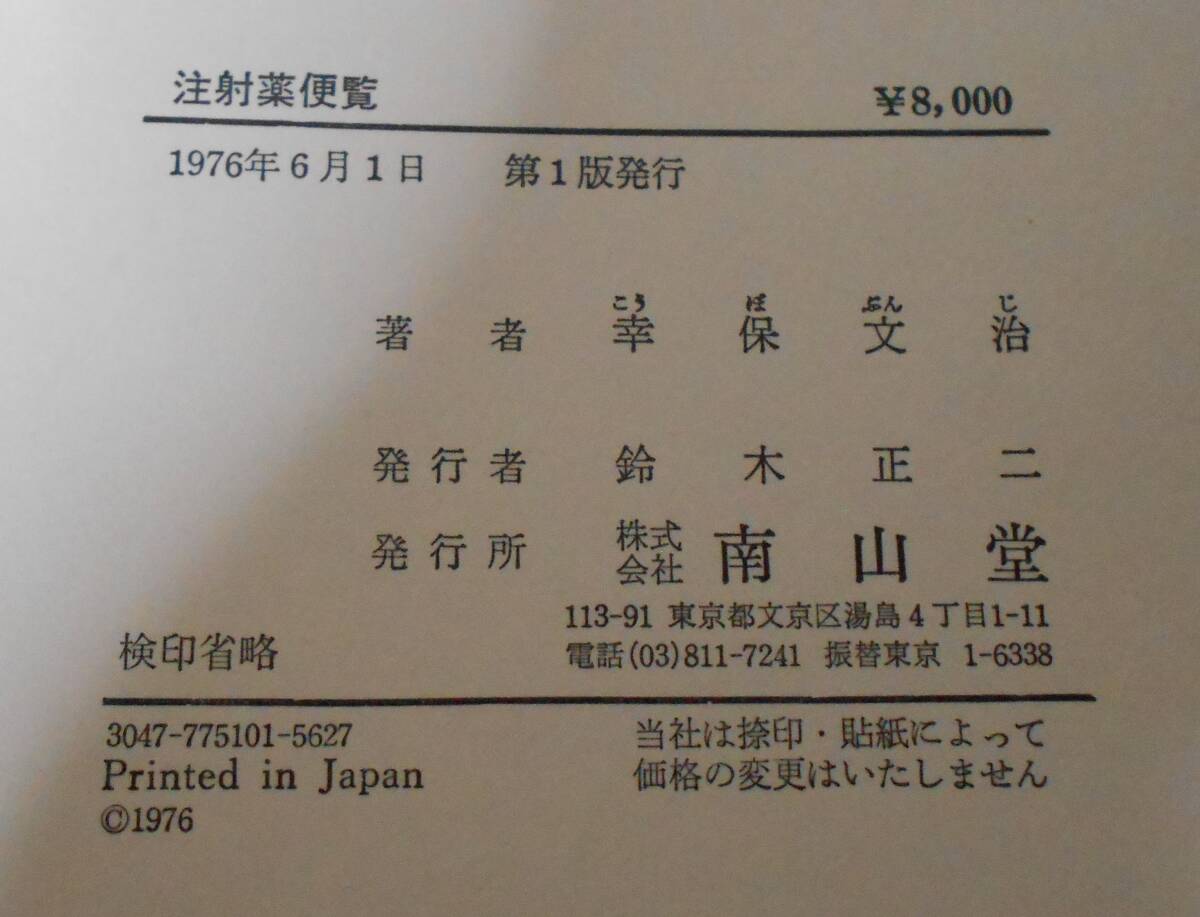 注射薬便覧 ¥8,000
1976年6月1日 第1版発行
こう ぼ ぶん じ
著者 幸保文治
発行者 鈴木正二
発行所 株式会社 南山堂
113-91 東京都文京区湯島4丁目1-11
検印省略 電話(03)811-7241 振替東京 1-6338
3047-775101-5627 当社は捺印・貼紙によって
Printed in Japan 価格の変更はいたしません
©1976